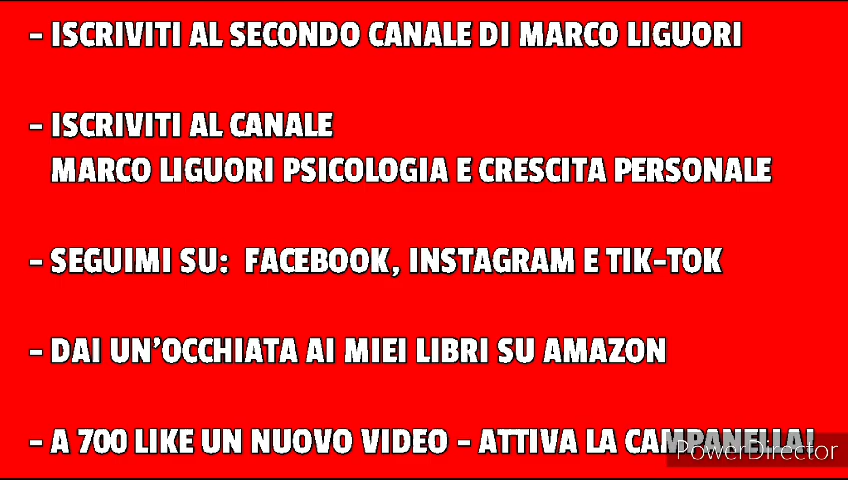 - ISCRIVITI AL SECONDO CANALE DI MARCO LIGUORI
- ISCRIVITI AL CANALE
MARCO LIGUORI PSICOLOGIA E CRESCITA PERSONALE
- SEGUIMI SU: FACEBOOK, INSTAGRAM E TIK-TOK
- DAI UN'OCCHIATA AI MIEI LIBRI SU AMAZON
- A 700 LIKE UN NUOVO VIDEO - ATTIVA LA CAMPANELLA!
PowerDirector